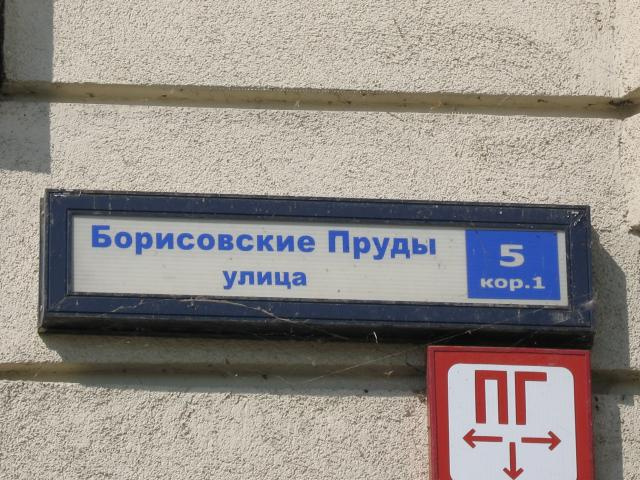 Борисовские Пруды
улица
5
кор.1
ПГ